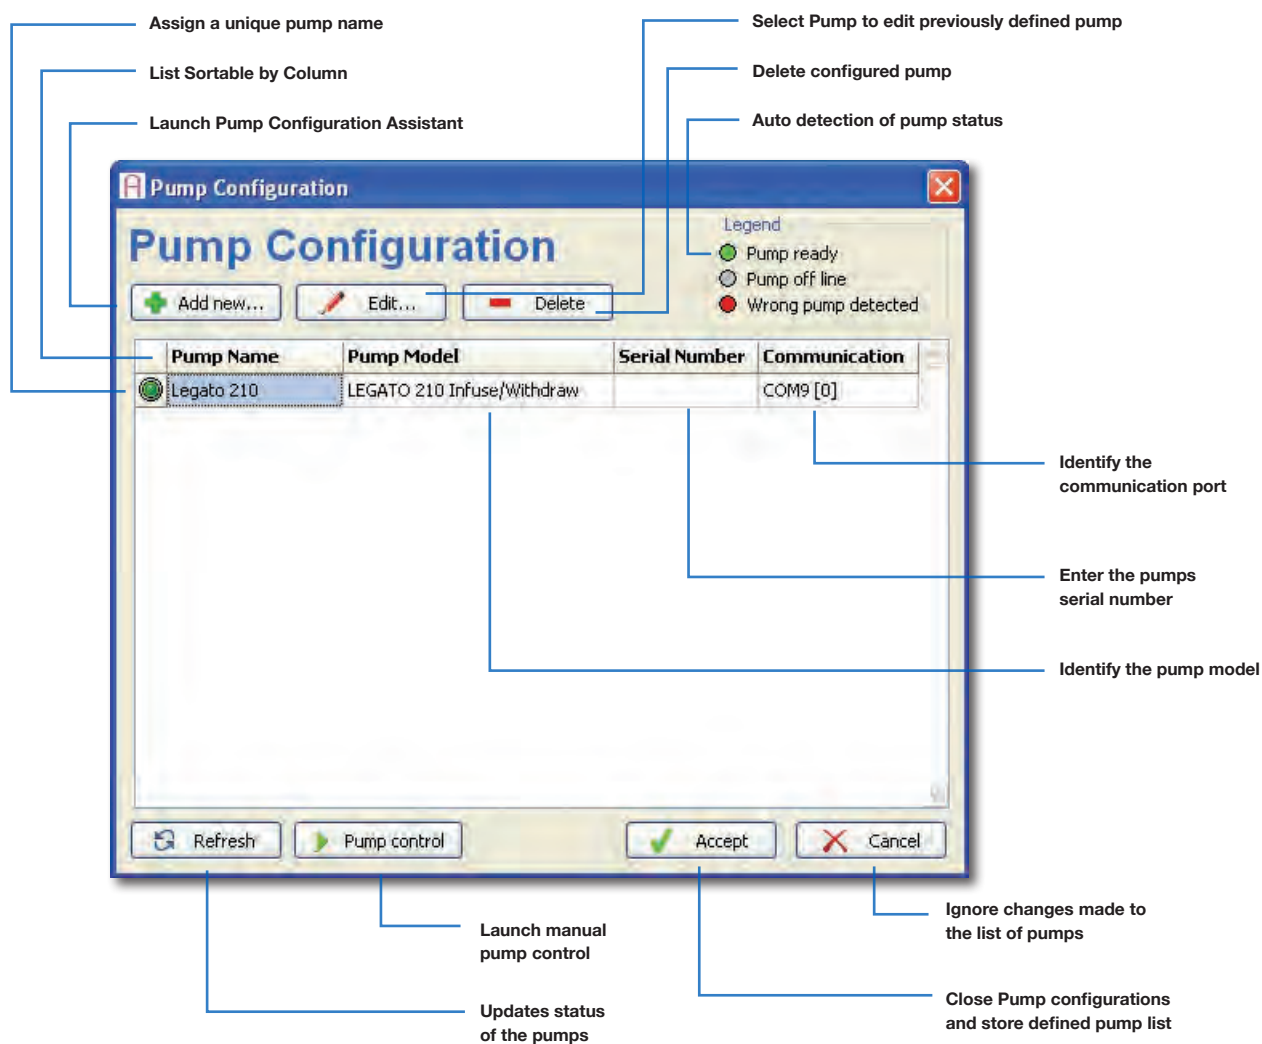 Assign a unique pump name
List Sortable by Column
Launch Pump Configuration Assistant
Select Pump to edit previously defined pump
Delete configured pump
Auto detection of pump status
Pump Configuration
Pump Configuration
Legend
Pump ready
Pump off line
Wrong pump detected
Add new...
Edit...
Delete
Pump Name Pump Model Serial Number Communication
Legato 210 LEGATO 210 Infuse/Withdraw COM9 [0]
Identify the
communication port
Enter the pumps
serial number
Identify the pump model
Refresh
Pump control
Accept
Cancel
Launch manual
pump control
Updates status
of the pumps
Ignore changes made to
the list of pumps
Close Pump configurations
and store defined pump list